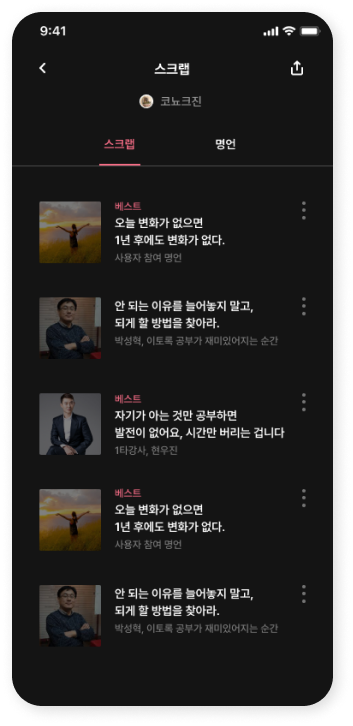 9:41
스크랩
코뇨크진
스크랩
명언
베스트
오늘 변화가 없으면
1년 후에도 변화가 없다.
사용자 참여 명언
안 되는 이유를 늘어놓지 말고,
되게 할 방법을 찾아라.
박성혁, 이토록 공부가 재미있어지는 순간
베스트
자기가 아는 것만 공부하면
발전이 없어요, 시간만 버리는 겁니다
1타강사, 현우진
베스트
오늘 변화가 없으면
1년 후에도 변화가 없다.
사용자 참여 명언
안 되는 이유를 늘어놓지 말고,
되게 할 방법을 찾아라.
박성혁, 이토록 공부가 재미있어지는 순간